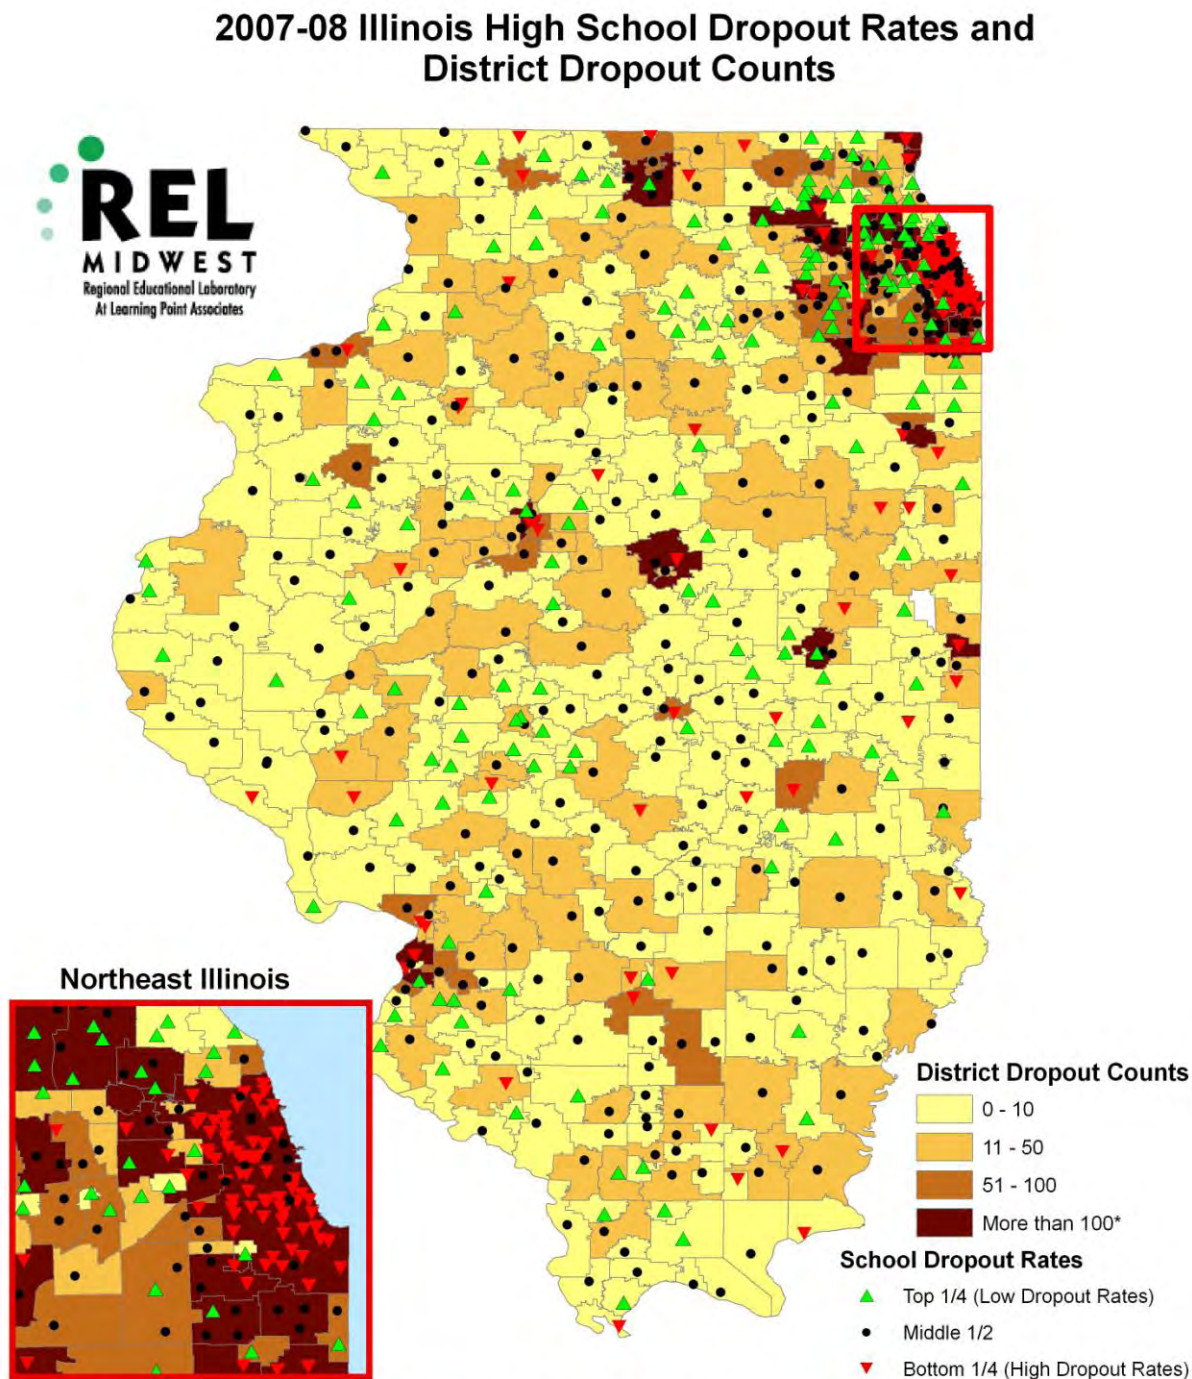 2007-08 Illinois High School Dropout Rates and
District Dropout Counts
REL
MIDWEST
Regional Educational Laboratory
At Learning Point Associates
Northeast Illinois
District Dropout Counts
0 - 10
11 - 50
51 - 100
More than 100*
School Dropout Rates
Top 1/4 (Low Dropout Rates)
Middle 1/2
Bottom 1/4 (High Dropout Rates)